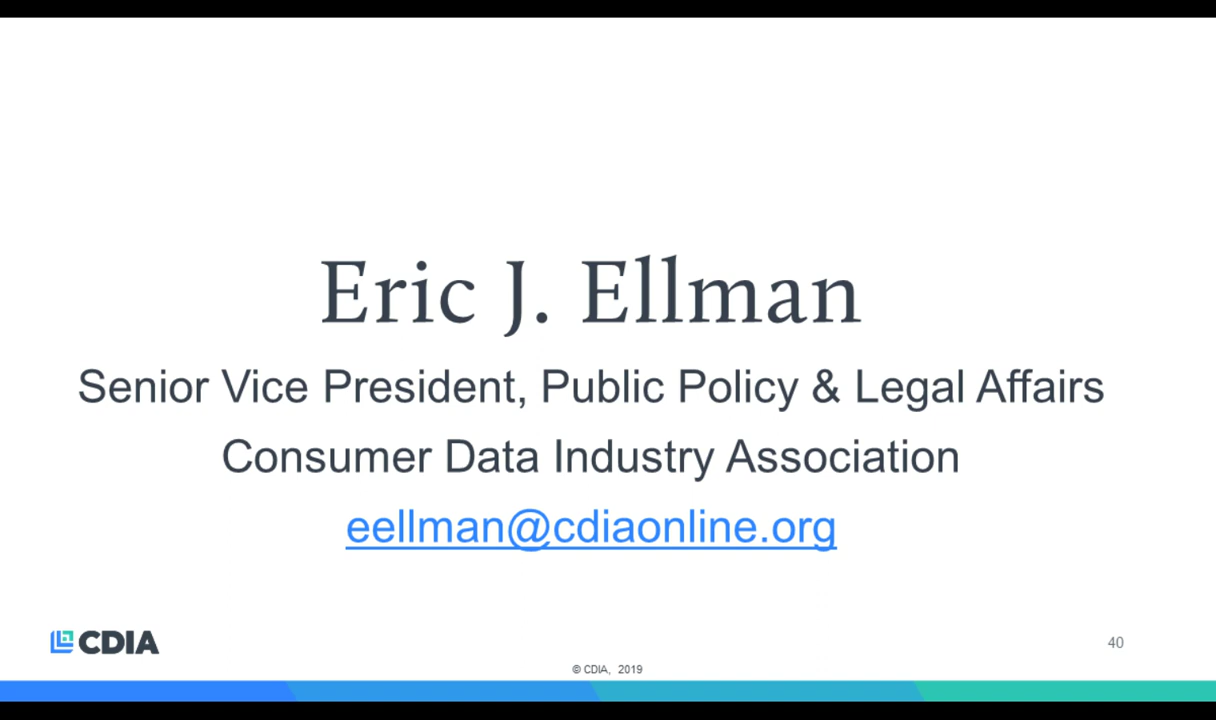 Eric J. Ellman
Senior Vice President, Public Policy & Legal Affairs
Consumer Data Industry Association
eellman@cdiaonline.org
CDIA
40
© CDIA, 2019